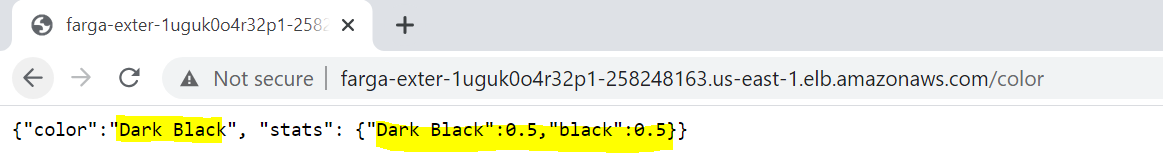 farga-exter-1uguk0o4r32p1-2582
Not secure | farga-exter-1uguk0o4r32p1-258248163.us-east-1.elb.amazonaws.com/color
{"color":"Dark Black", "stats": {"Dark Black":0.5,"black":0.5}}